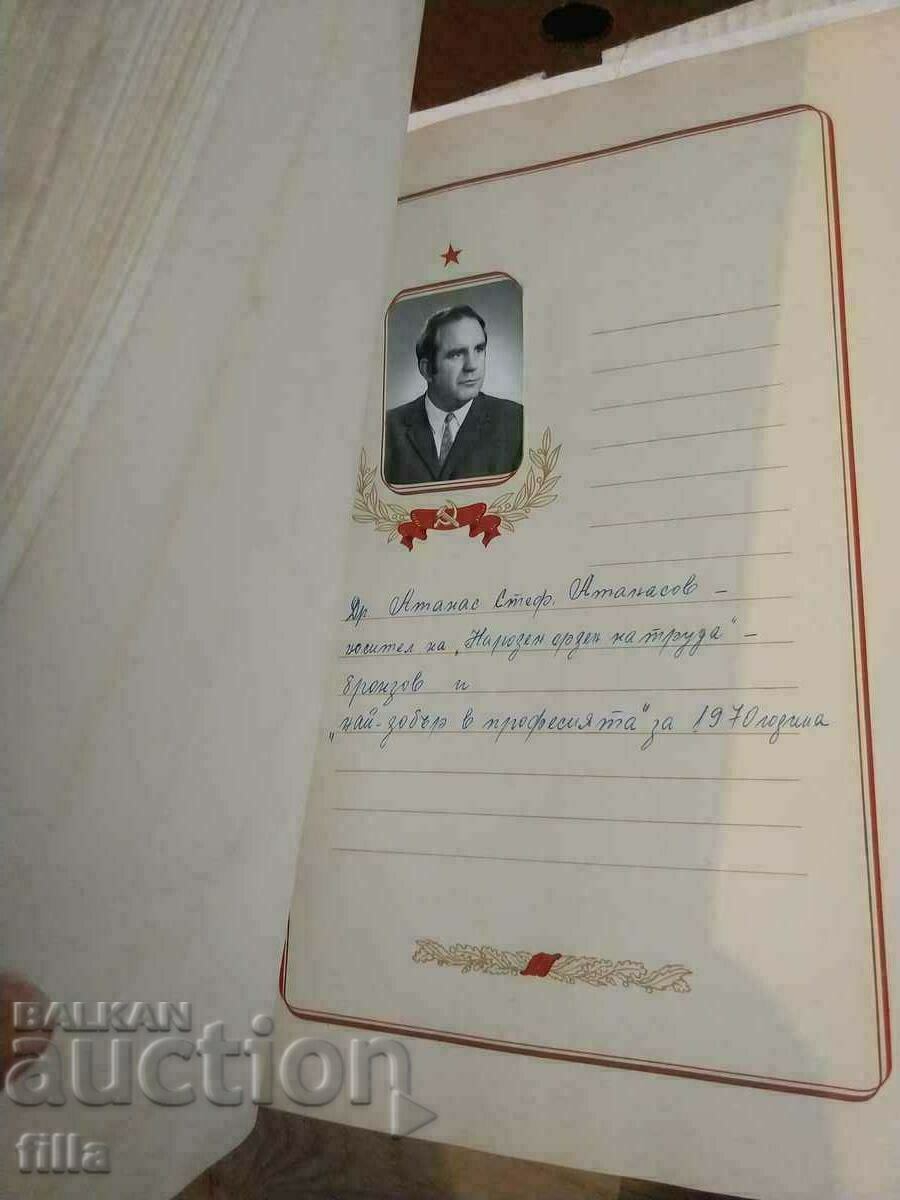 Др Атанас Стеф. Атанасов –
носител на „Народен орден на труда" –
бронзов и
„най-добър в професията" за 1970 година
BALKAN
auction
filla